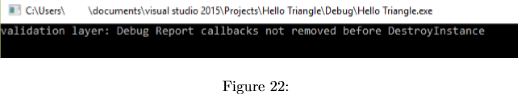 C:\Users\ \documents\visual studio 2015\Projects\Hello Triangle\Debug\Hello Triangle.exe
validation layer: Debug Report callbacks not removed before DestroyInstance
Figure 22: